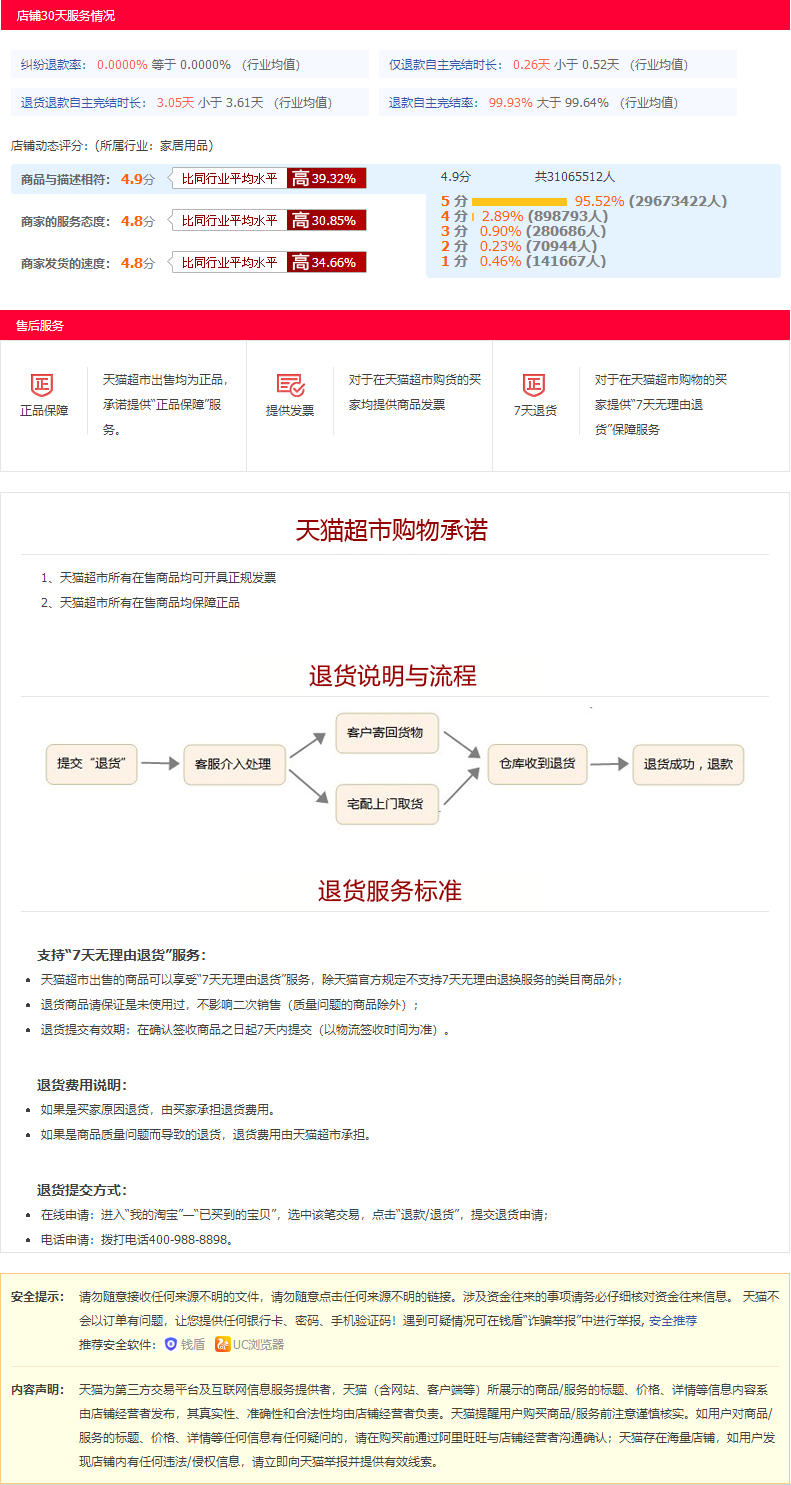 店铺30天服务情况
纠纷退款率： 0.0000% 等于 0.0000% （行业均值）
仅退款自主完结时长： 0.26天 小于 0.52天 （行业均值）
退货退款自主完结时长： 3.05天 小于 3.61天 （行业均值）
退款自主完结率： 99.93% 大于 99.64% （行业均值）
店铺动态评分：(所属行业：家居用品)
商品与描述相符： 4.9分 比同行业平均水平 高 39.32%
商家的服务态度： 4.8分 比同行业平均水平 高 30.85%
商家发货的速度： 4.8分 比同行业平均水平 高 34.66%
4.9分 共31065512人
5 分 95.52% (29673422人)
4 分 2.89% (898793人)
3 分 0.90% (280686人)
2 分 0.23% (70944人)
1 分 0.46% (141667人)
售后服务
正品保障
天猫超市出售均为正品，
承诺提供“正品保障”服
务。
提供发票
对于在天猫超市购货的买
家均提供商品发票
7天退货
对于在天猫超市购物的买
家提供“7天无理由退
货”保障服务
天猫超市购物承诺
1、天猫超市所有在售商品均可开具正规发票
2、天猫超市所有在售商品均保障正品
退货说明与流程
提交“退货”
客服介入处理
客户寄回货物
宅配上门取货
仓库收到退货
退货成功，退款
退货服务标准
支持“7天无理由退货”服务：
天猫超市出售的商品可以享受“7天无理由退货”服务，除天猫官方规定不支持7天无理由退换服务的类目商品外；
退货商品请保证是未使用过，不影响二次销售（质量问题的商品除外）；
退货提交有效期：在确认签收商品之日起7天内提交（以物流签收时间为准）。
退货费用说明：
如果是买家原因退货，由买家承担退货费用。
如果是商品质量问题而导致的退货，退货费用由天猫超市承担。
退货提交方式：
在线申请：进入“我的淘宝”—“已买到的宝贝”，选中该笔交易，点击“退款/退货”，提交退货申请；
电话申请：拨打电话400-988-8898。
安全提示： 请勿随意接收任何来源不明的文件，请勿随意点击任何来源不明的链接。涉及资金往来的事项请务必仔细核对资金往来信息。 天猫不
会以订单有问题，让您提供任何银行卡、密码、手机验证码！遇到可疑情况可在钱盾“诈骗举报”中进行举报, 安全推荐
推荐安全软件： 钱盾 UC浏览器
内容声明： 天猫为第三方交易平台及互联网信息服务提供者，天猫（含网站、客户端等）所展示的商品/服务的标题、价格、详情等信息内容系
由店铺经营者发布，其真实性、准确性和合法性均由店铺经营者负责。天猫提醒用户购买商品/服务前注意谨慎核实。如用户对商品/
服务的标题、价格、详情等任何信息有任何疑问的，请在购买前通过阿里旺旺与店铺经营者沟通确认；天猫存在海量店铺，如用户发
现店铺内有任何违法/侵权信息，请立即向天猫举报并提供有效线索。